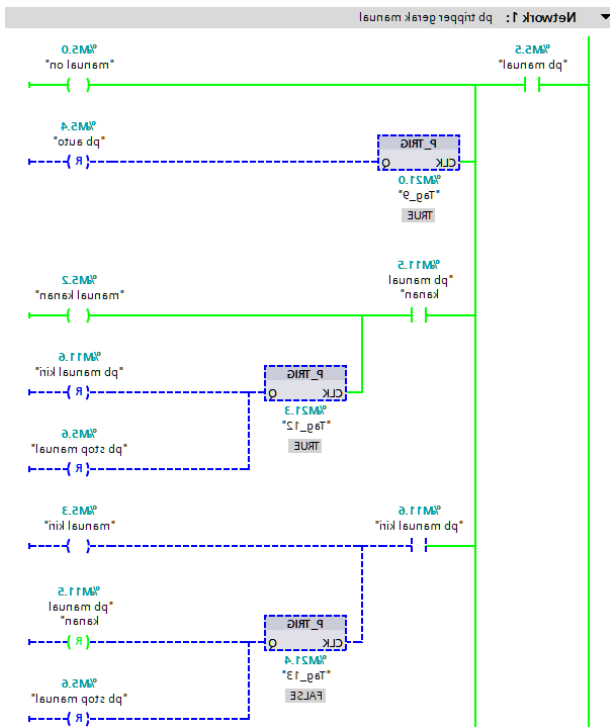 Network 1: pb tripper gerak manual
%M5.5
"pb manual"
%M5.0
"manual on"
( )
P_TRIG
CLK Q
%M21.0
"Tag_9"
TRUE
%M5.4
"pb auto"
( R )
%M11.5
"pb manual
kanan"
%M5.2
"manual kanan"
( )
P_TRIG
CLK Q
%M21.3
"Tag_12"
TRUE
%M11.6
"pb manual kiri"
( R )
%M5.6
"pb stop manual"
( R )
%M11.6
"pb manual kiri"
%M5.3
"manual kiri"
( )
P_TRIG
CLK Q
%M21.4
"Tag_13"
FALSE
%M11.5
"pb manual
kanan"
( R )
%M5.6
"pb stop manual"
( R )